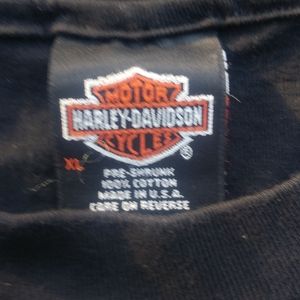 MOTOR
HARLEY-DAVIDSON
CYCLES
®
XL
PRE-SHRUNK
100% COTTON
MADE IN U.S.A.
CARE ON REVERSE